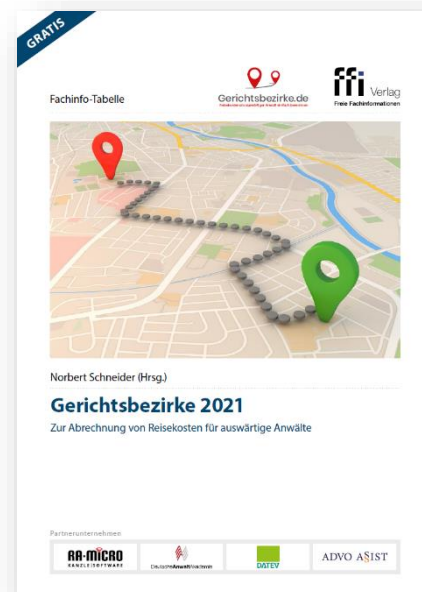 GRATIS
Fachinfo-Tabelle
Gerichtsbezirke.de
ffi Verlag
Freie Fachinformationen
Norbert Schneider (Hrsg.)
Gerichtsbezirke 2021
Zur Abrechnung von Reisekosten für auswärtige Anwälte
Partnerunternehmen
RA-MICRO
KANZLEISOFTWARE
DeutscheAnwaltAkademie
DATEV
ADVO ASSIST